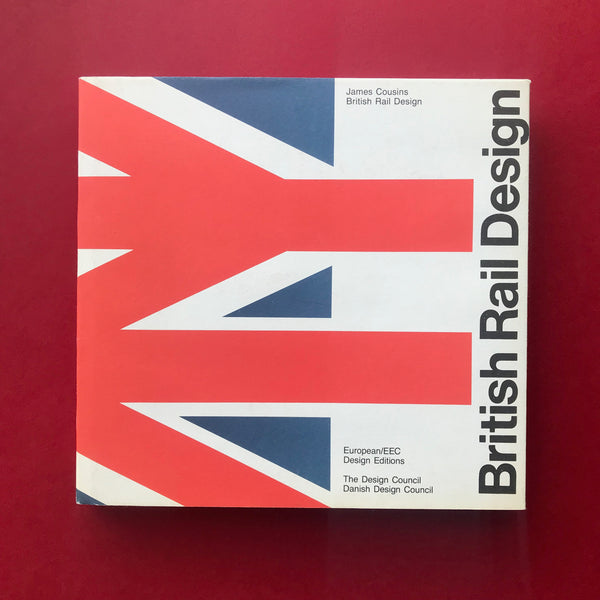 James Cousins
British Rail Design
British Rail Design
European/EEC
Design Editions
The Design Council
Danish Design Council